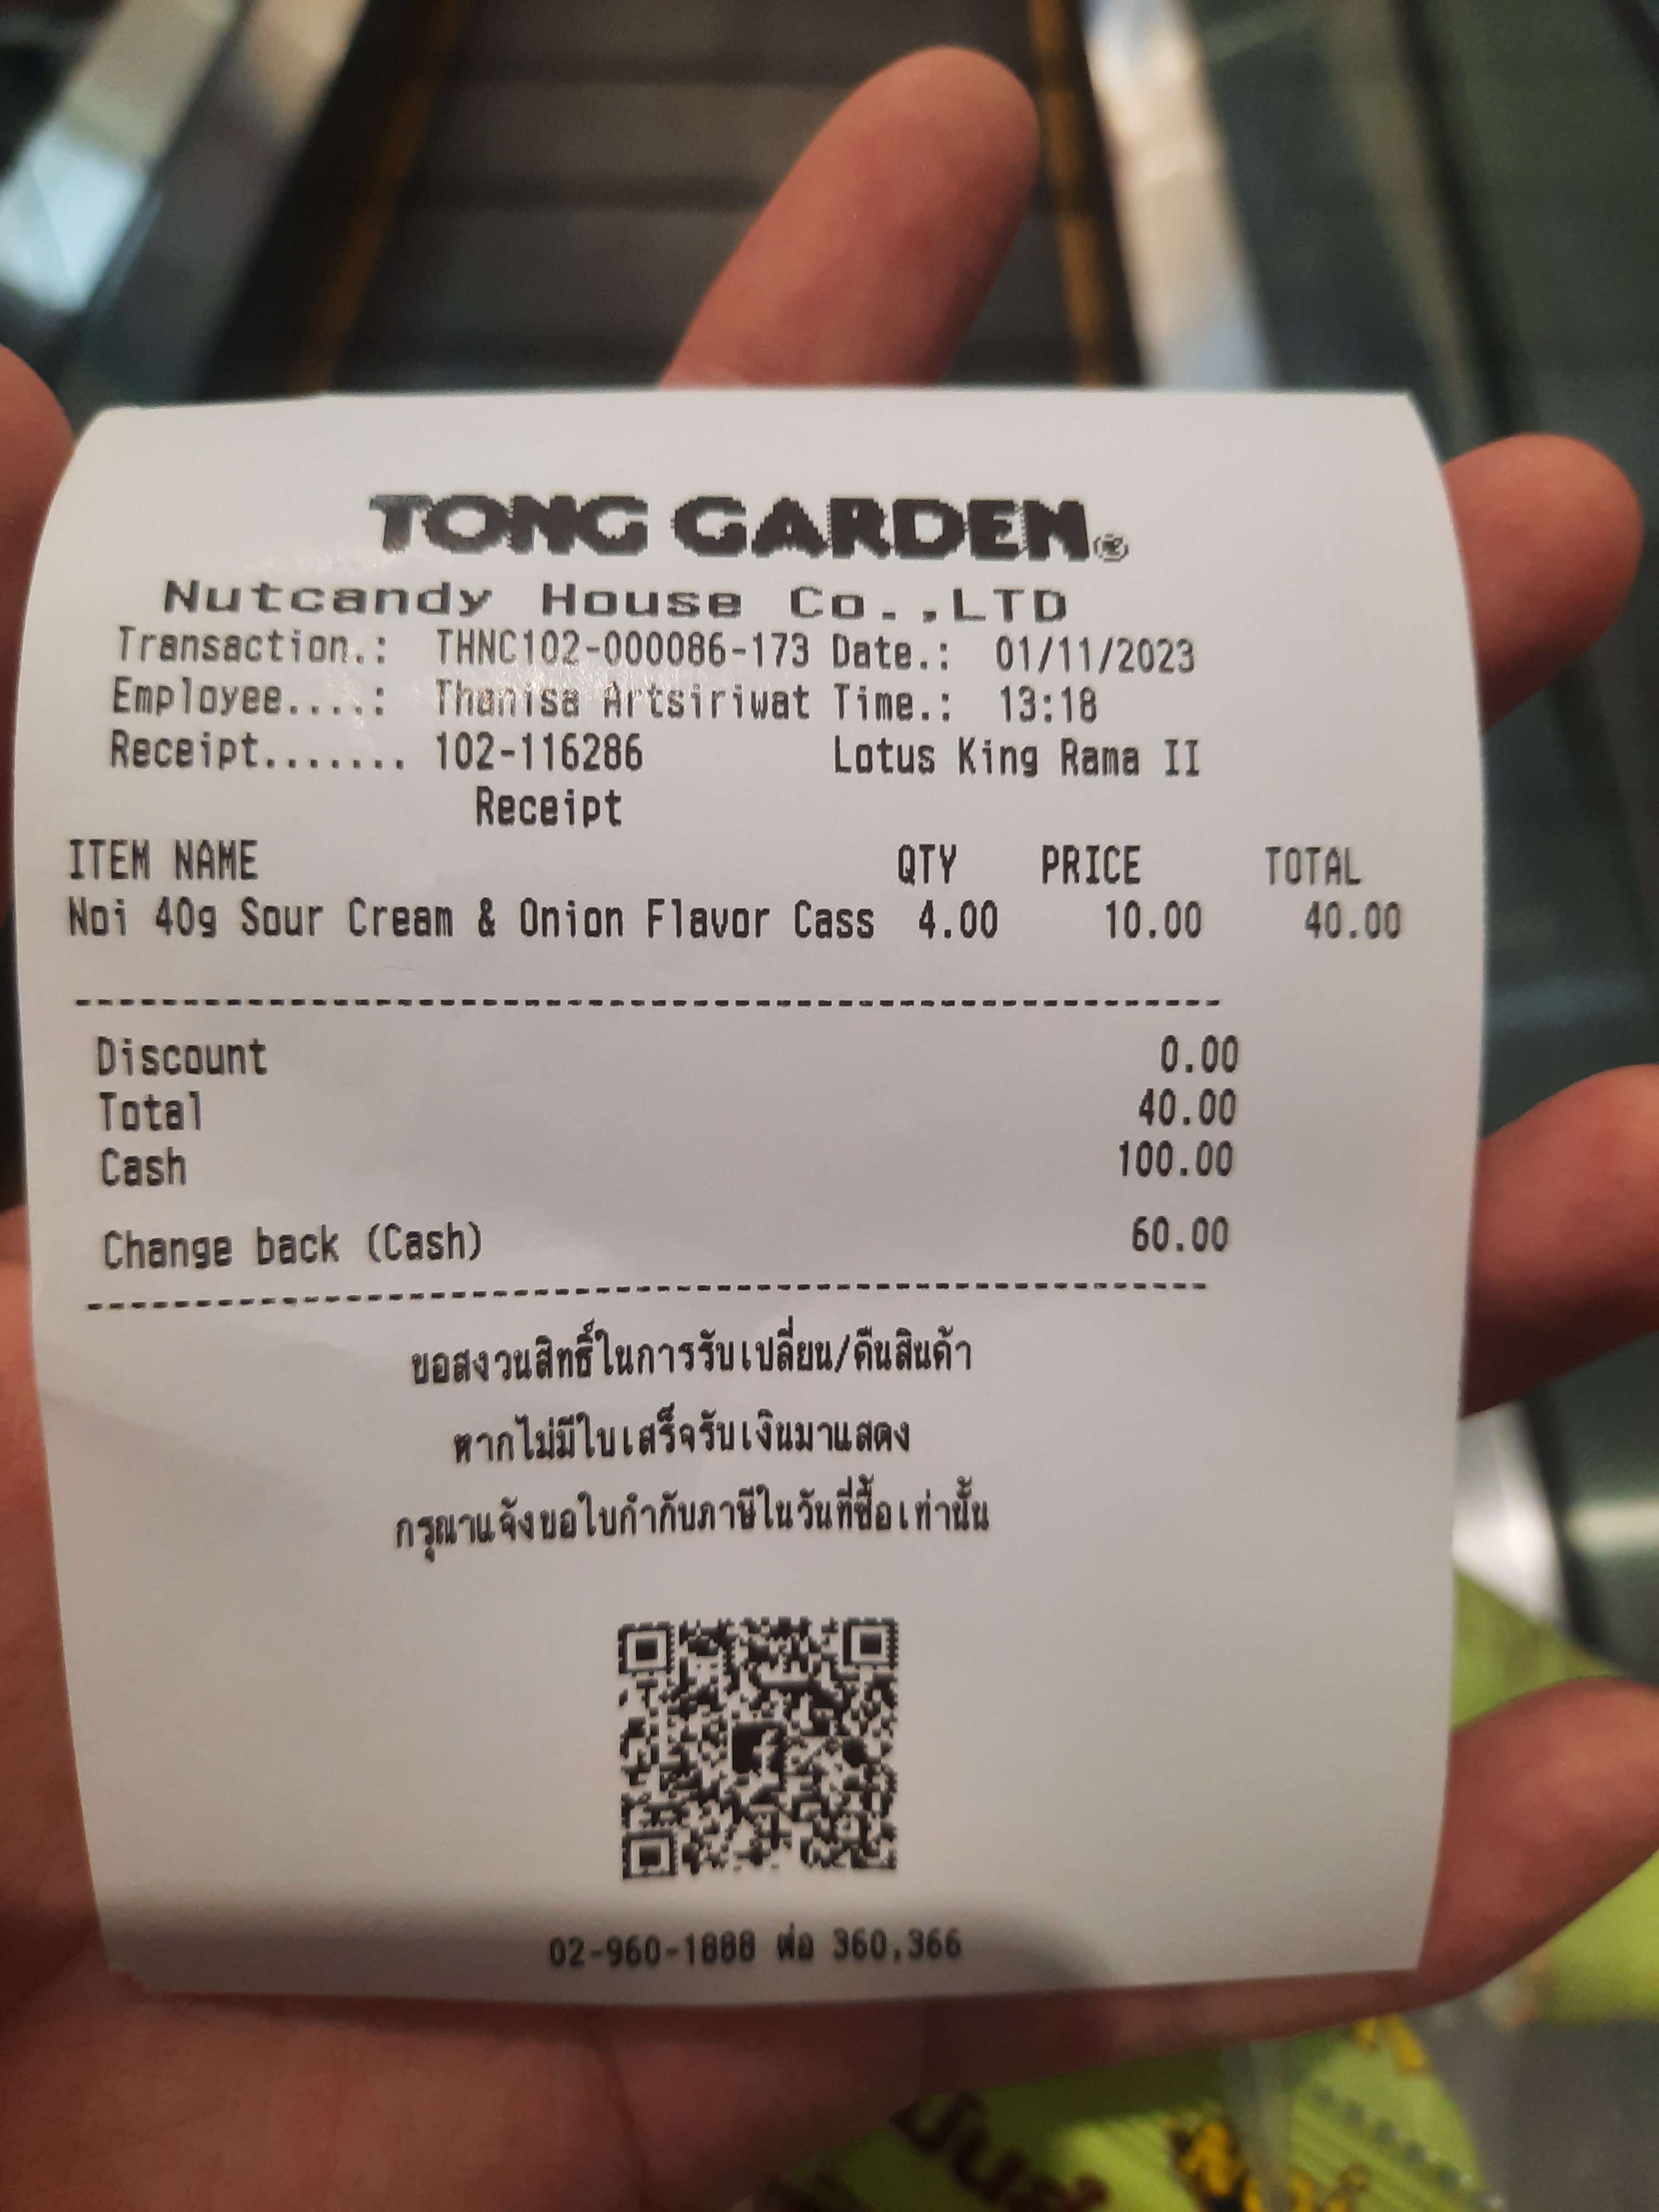 TONG GARDEN®
Nutcandy House Co.,LTD
Transaction.: THNC102-000086-173 Date.: 01/11/2023
Employee....: Thanisa Artsiriwat Time.: 13:18
Receipt....... 102-116286 Lotus King Rama II
Receipt
ITEM NAME QTY PRICE TOTAL
Noi 40g Sour Cream & Onion Flavor Cass 4.00 10.00 40.00
Discount 0.00
Total 40.00
Cash 100.00
Change back (Cash) 60.00
ขอสงวนสิทธิ์ในการรับเปลี่ยน/คืนสินค้า
หากไม่มีใบเสร็จรับเงินมาแสดง
กรุณาแจ้งขอใบกำกับภาษีในวันที่ซื้อเท่านั้น
02-960-1888 ต่อ 360,366